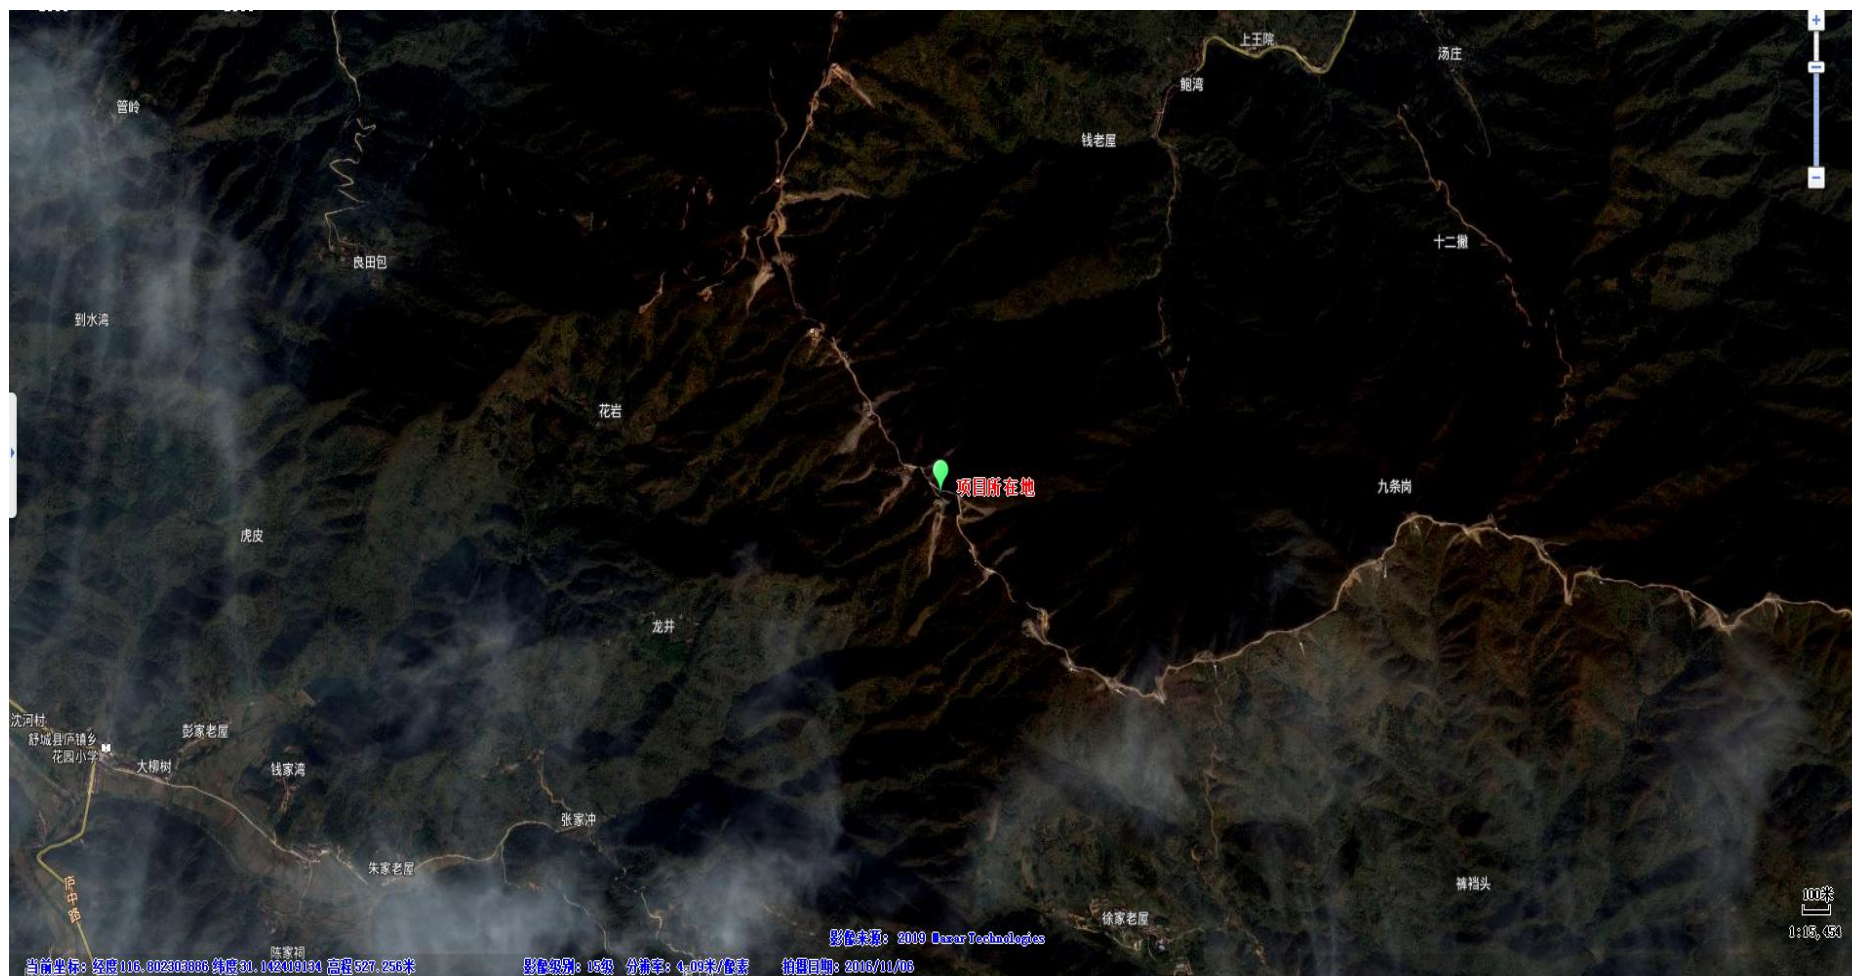 上王院
汤庄
鲍湾
管岭
钱老屋
十二撇
良田包
到水湾
花岩
项目所在地
九条岗
虎皮
龙井
沈河村
彭家老屋
舒城县庐镇乡
花园小学
大柳树
钱家湾
张家冲
朱家老屋
庐中路
裤裆头
100米
徐家老屋
1:15,454
影像来源: 2019 Maxar Technologies
陈家祠
当前坐标: 经度116.802303886 纬度31.142419134 高程527.256米
影像级别: 15级 分辨率: 4.09米/像素 拍摄日期: 2016/11/06